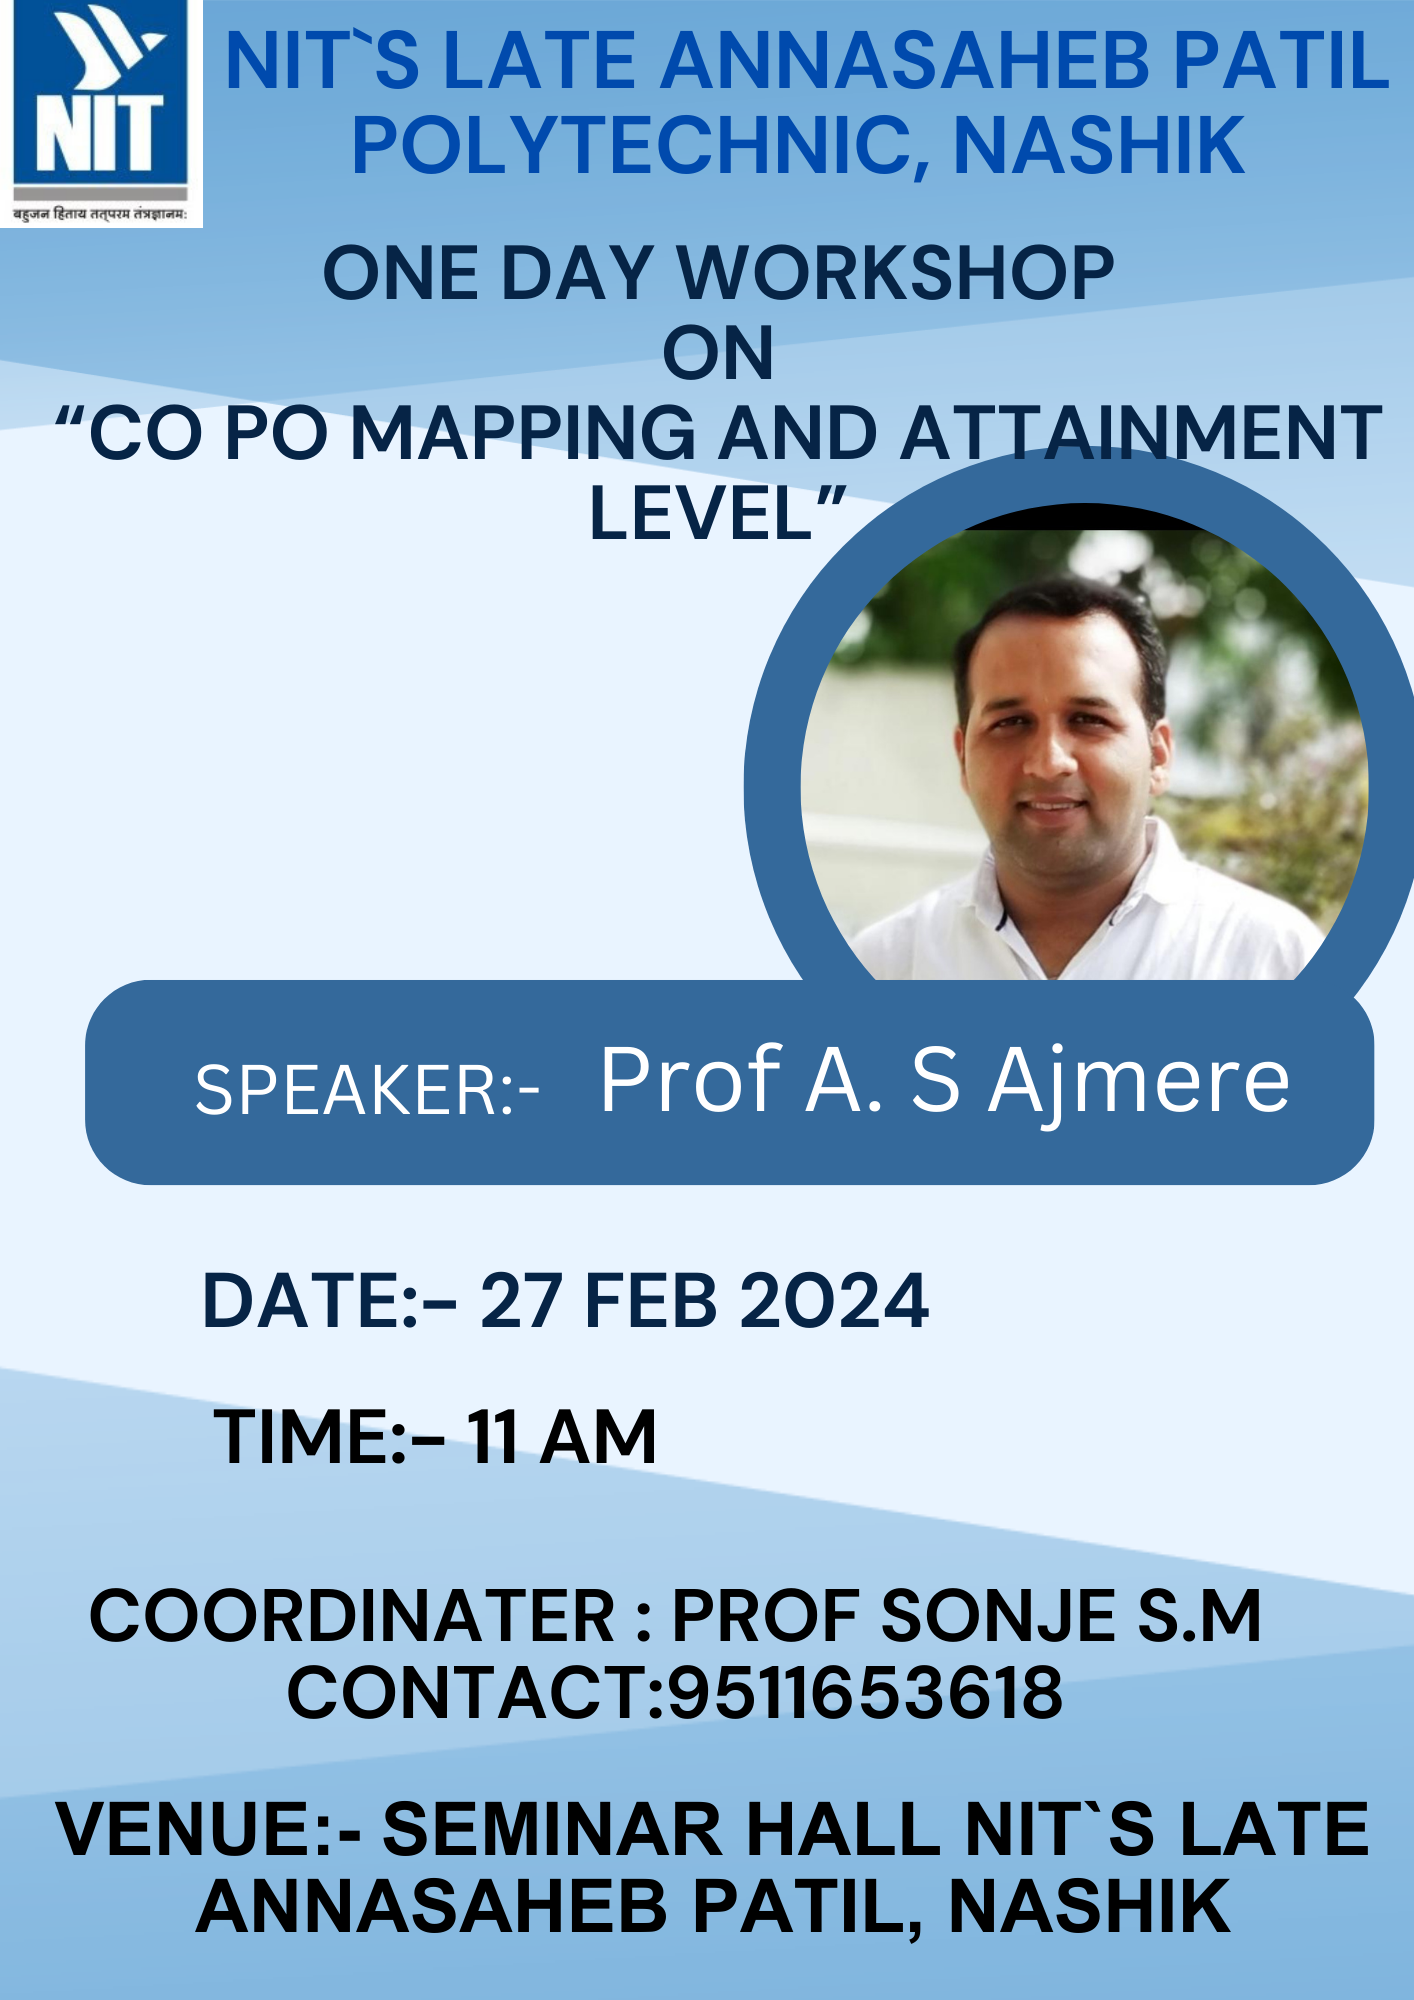 NIT
बहुजन हिताय तत्परम तंत्रज्ञानम:
NIT`S LATE ANNASAHEB PATIL
POLYTECHNIC, NASHIK
ONE DAY WORKSHOP
ON
“CO PO MAPPING AND ATTAINMENT
LEVEL”
SPEAKER:- Prof A. S Ajmere
DATE:– 27 FEB 2024
TIME:– 11 AM
COORDINATER : PROF SONJE S.M
CONTACT:9511653618
VENUE:- SEMINAR HALL NIT`S LATE
ANNASAHEB PATIL, NASHIK